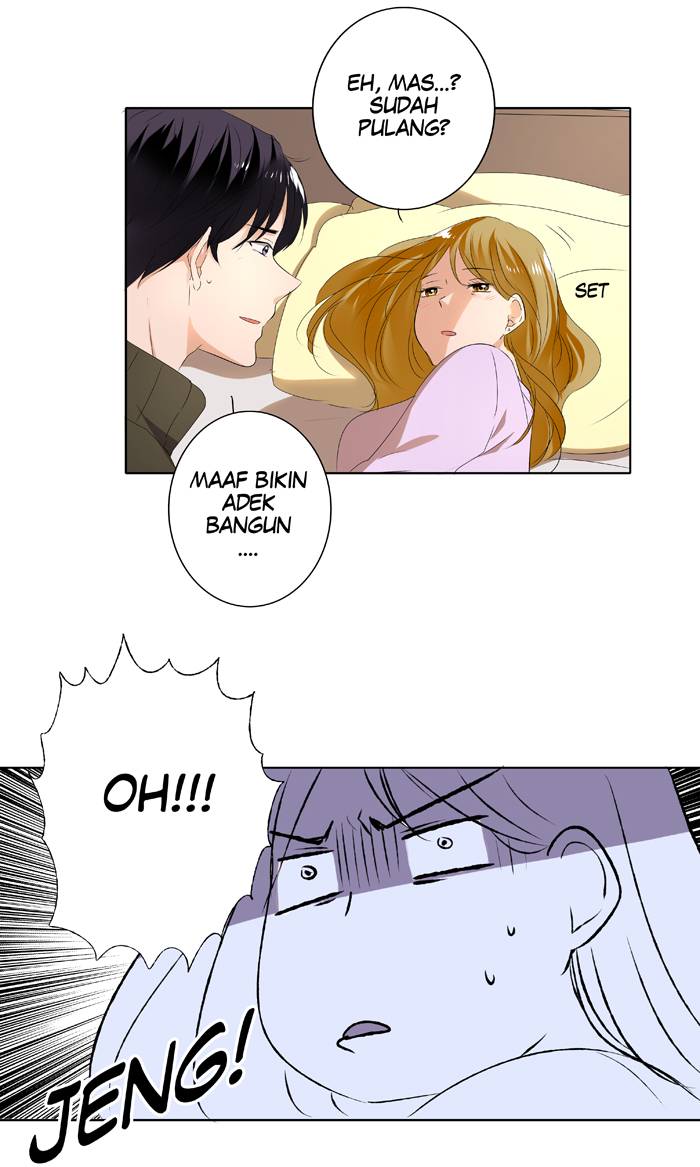 EH, MAS...?
SUDAH
PULANG?
SET
MAAF BIKIN
ADEK
BANGUN
....
OH!!!
JENG!